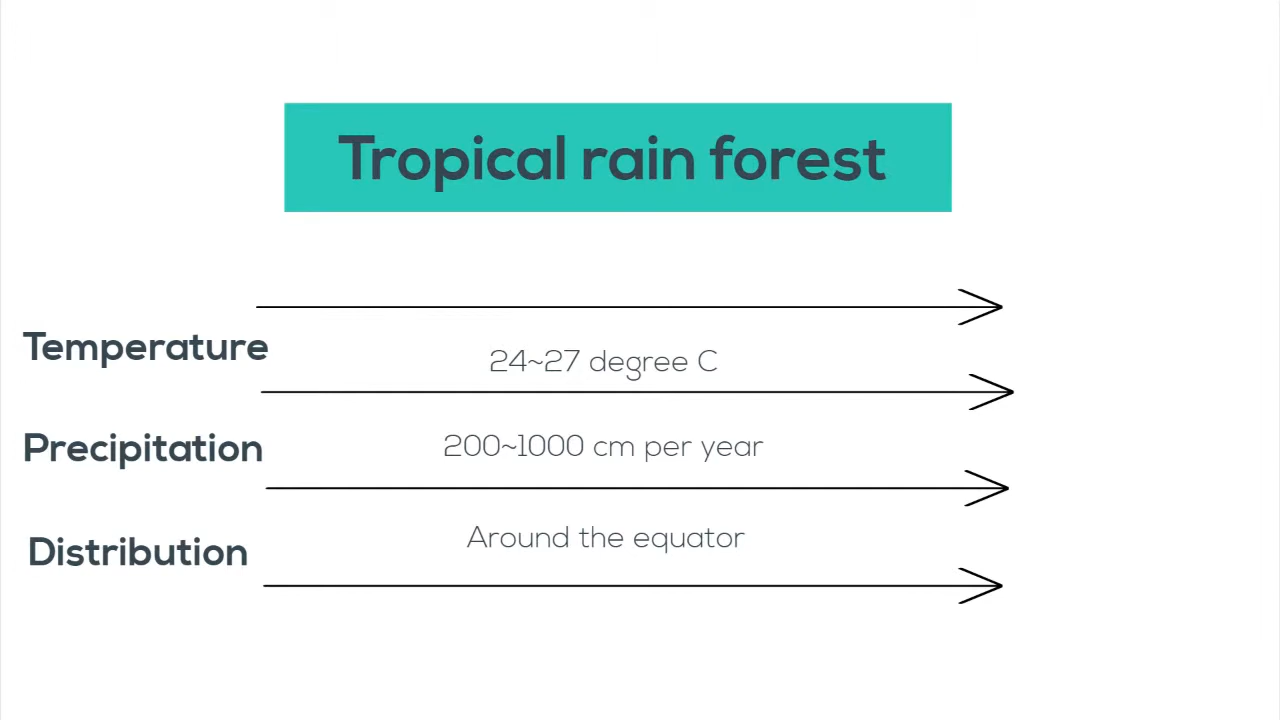 Tropical rain forest
Temperature
24~27 degree C
Precipitation
200~1000 cm per year
Distribution
Around the equator